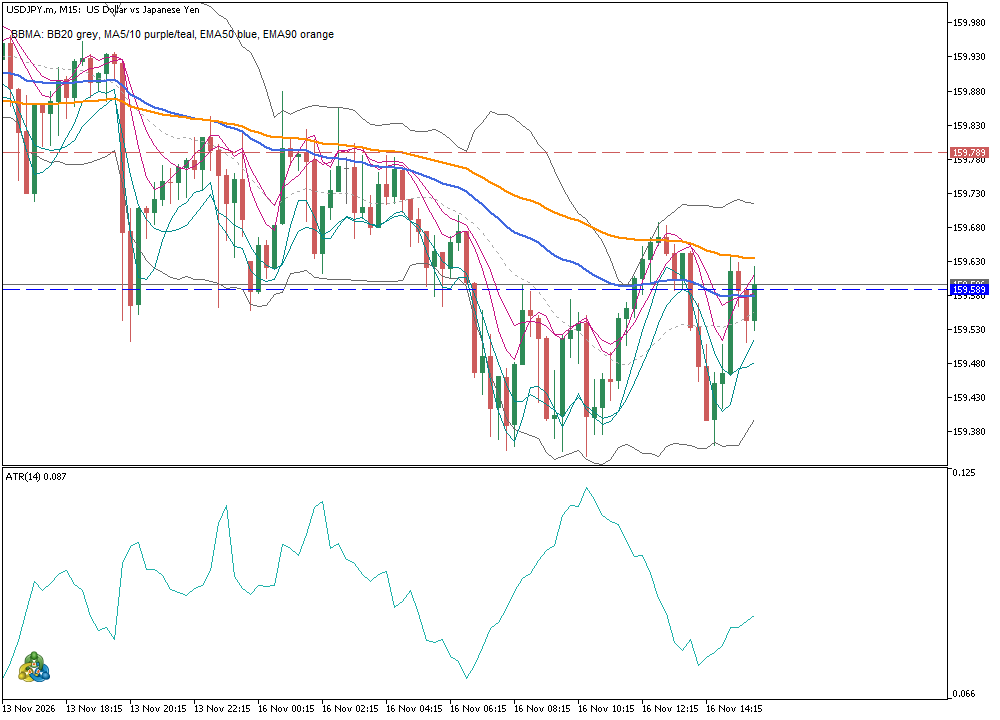 USDJPY.m, M15: US Dollar vs Japanese Yen
BBMA: BB20 grey, MA5/10 purple/teal, EMA50 blue, EMA90 orange
159.980
159.930
159.880
159.830
159.789
159.780
159.730
159.680
159.630
159.589
159.580
159.530
159.480
159.430
159.380
ATR(14) 0.087
0.125
0.066
13 Nov 2026
13 Nov 18:15
13 Nov 20:15
13 Nov 22:15
16 Nov 00:15
16 Nov 02:15
16 Nov 04:15
16 Nov 06:15
16 Nov 08:15
16 Nov 10:15
16 Nov 12:15
16 Nov 14:15